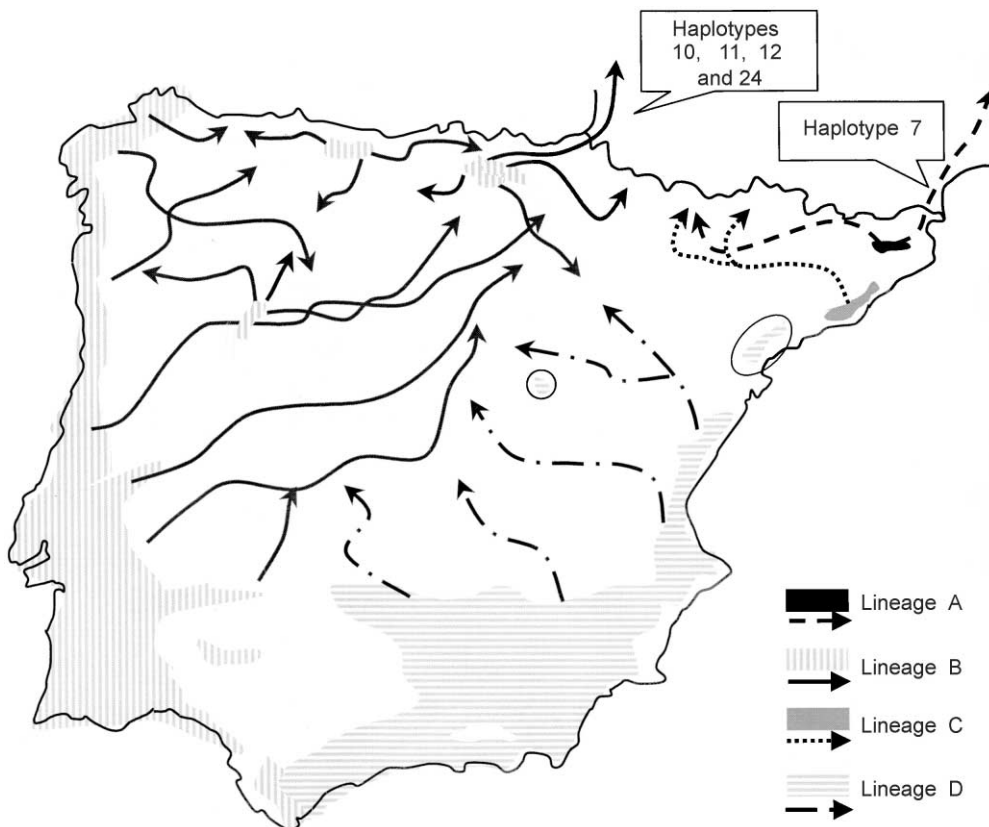 Haplotypes
10, 11, 12
and 24
Haplotype 7
Lineage A
Lineage B
Lineage C
Lineage D